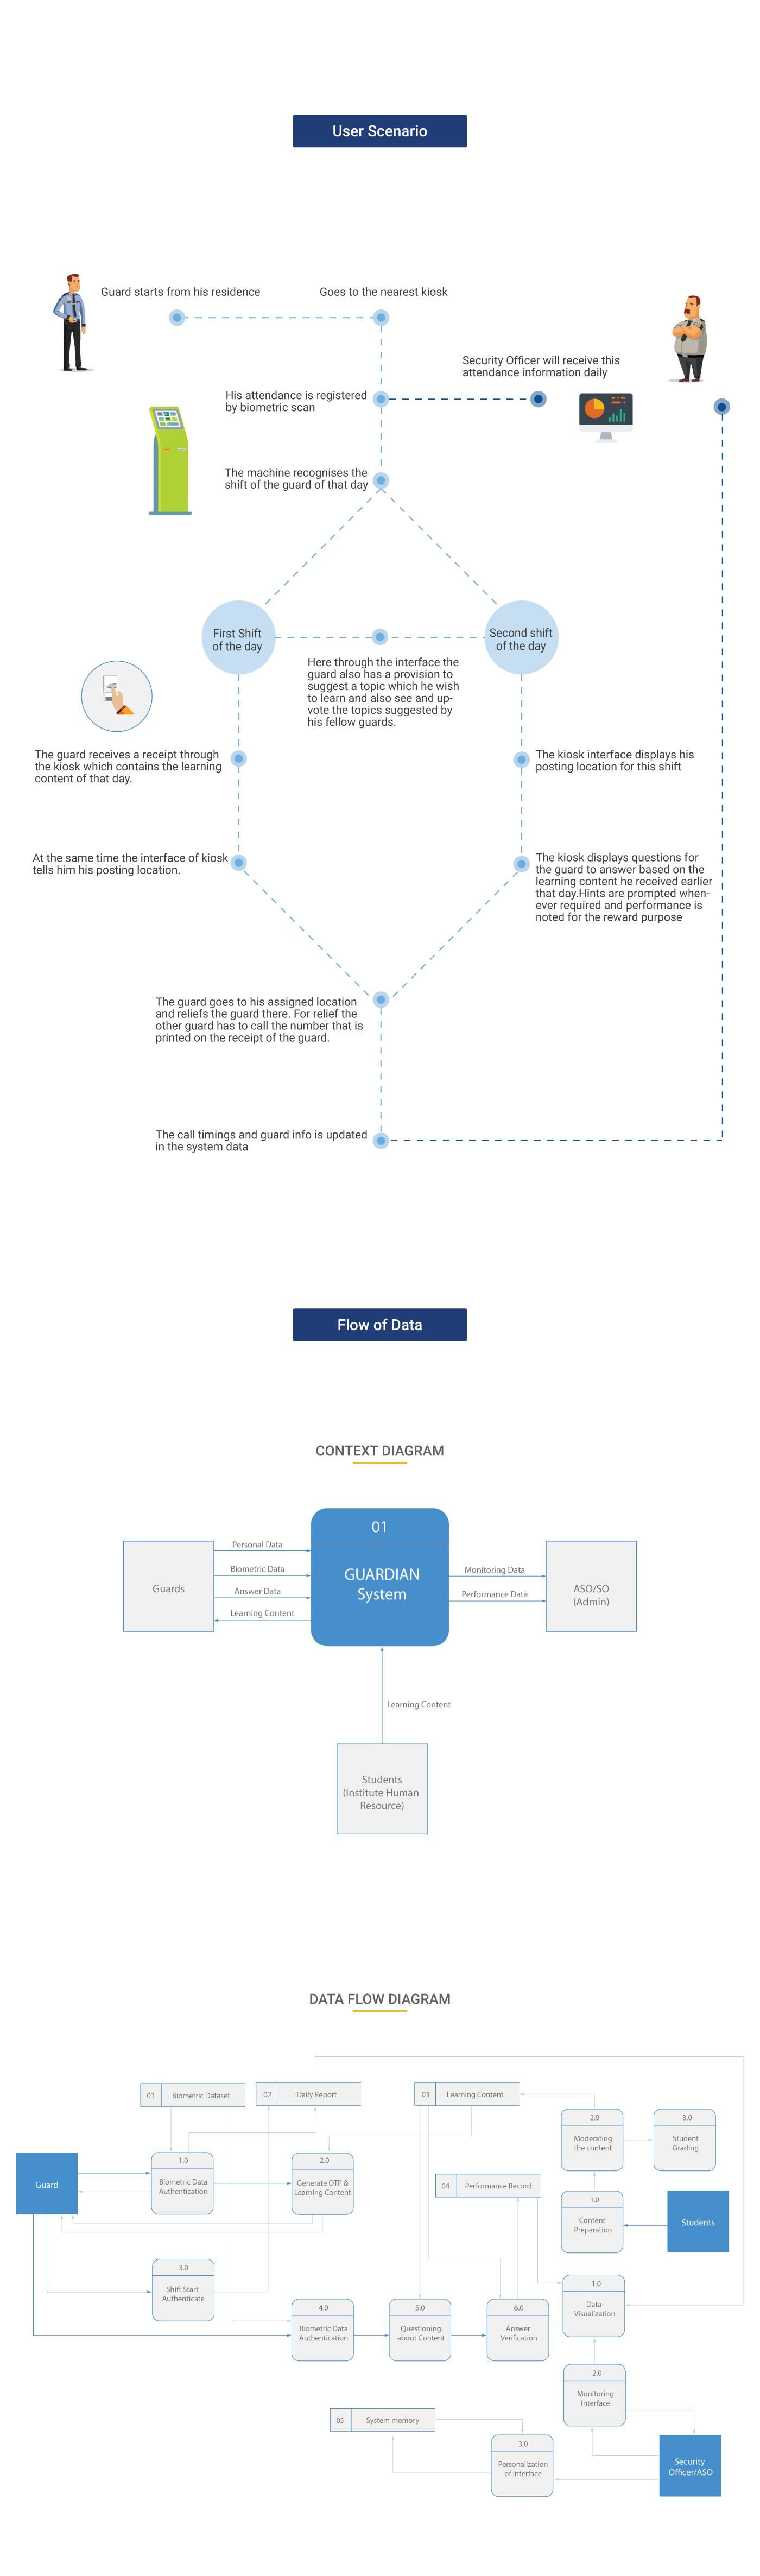 User Scenario
Guard starts from his residence
Goes to the nearest kiosk
Security Officer will receive this
attendance information daily
His attendance is registered
by biometric scan
The machine recognises the
shift of the guard of that day
First Shift
of the day
Second shift
of the day
Here through the interface the
guard also has a provision to
suggest a topic which he wish
to learn and also see and up-
vote the topics suggested by
his fellow guards.
The guard receives a receipt through
the kiosk which contains the learning
content of that day.
The kiosk interface displays his
posting location for this shift
At the same time the interface of kiosk
tells him his posting location.
The kiosk displays questions for
the guard to answer based on the
learning content he received earlier
that day.Hints are prompted when-
ever required and performance is
noted for the reward purpose
The guard goes to his assigned location
and reliefs the guard there. For relief the
other guard has to call the number that is
printed on the receipt of the guard.
The call timings and guard info is updated
in the system data
Flow of Data
CONTEXT DIAGRAM
Guards
Personal Data
Biometric Data
Answer Data
Learning Content
01
GUARDIAN
System
Monitoring Data
Performance Data
ASO/SO
(Admin)
Learning Content
Students
(Institute Human
Resource)
DATA FLOW DIAGRAM
01 Biometric Dataset
02 Daily Report
03 Learning Content
2.0
Moderating
the content
3.0
Student
Grading
Guard
1.0
Biometric Data
Authentication
2.0
Generate OTP &
Learning Content
04 Performance Record
1.0
Content
Preparation
Students
3.0
Shift Start
Authenticate
1.0
Data
Visualization
4.0
Biometric Data
Authentication
5.0
Questioning
about Content
6.0
Answer
Verification
2.0
Monitoring
Interface
05 System memory
3.0
Personalization
of interface
Security
Officer/ASO